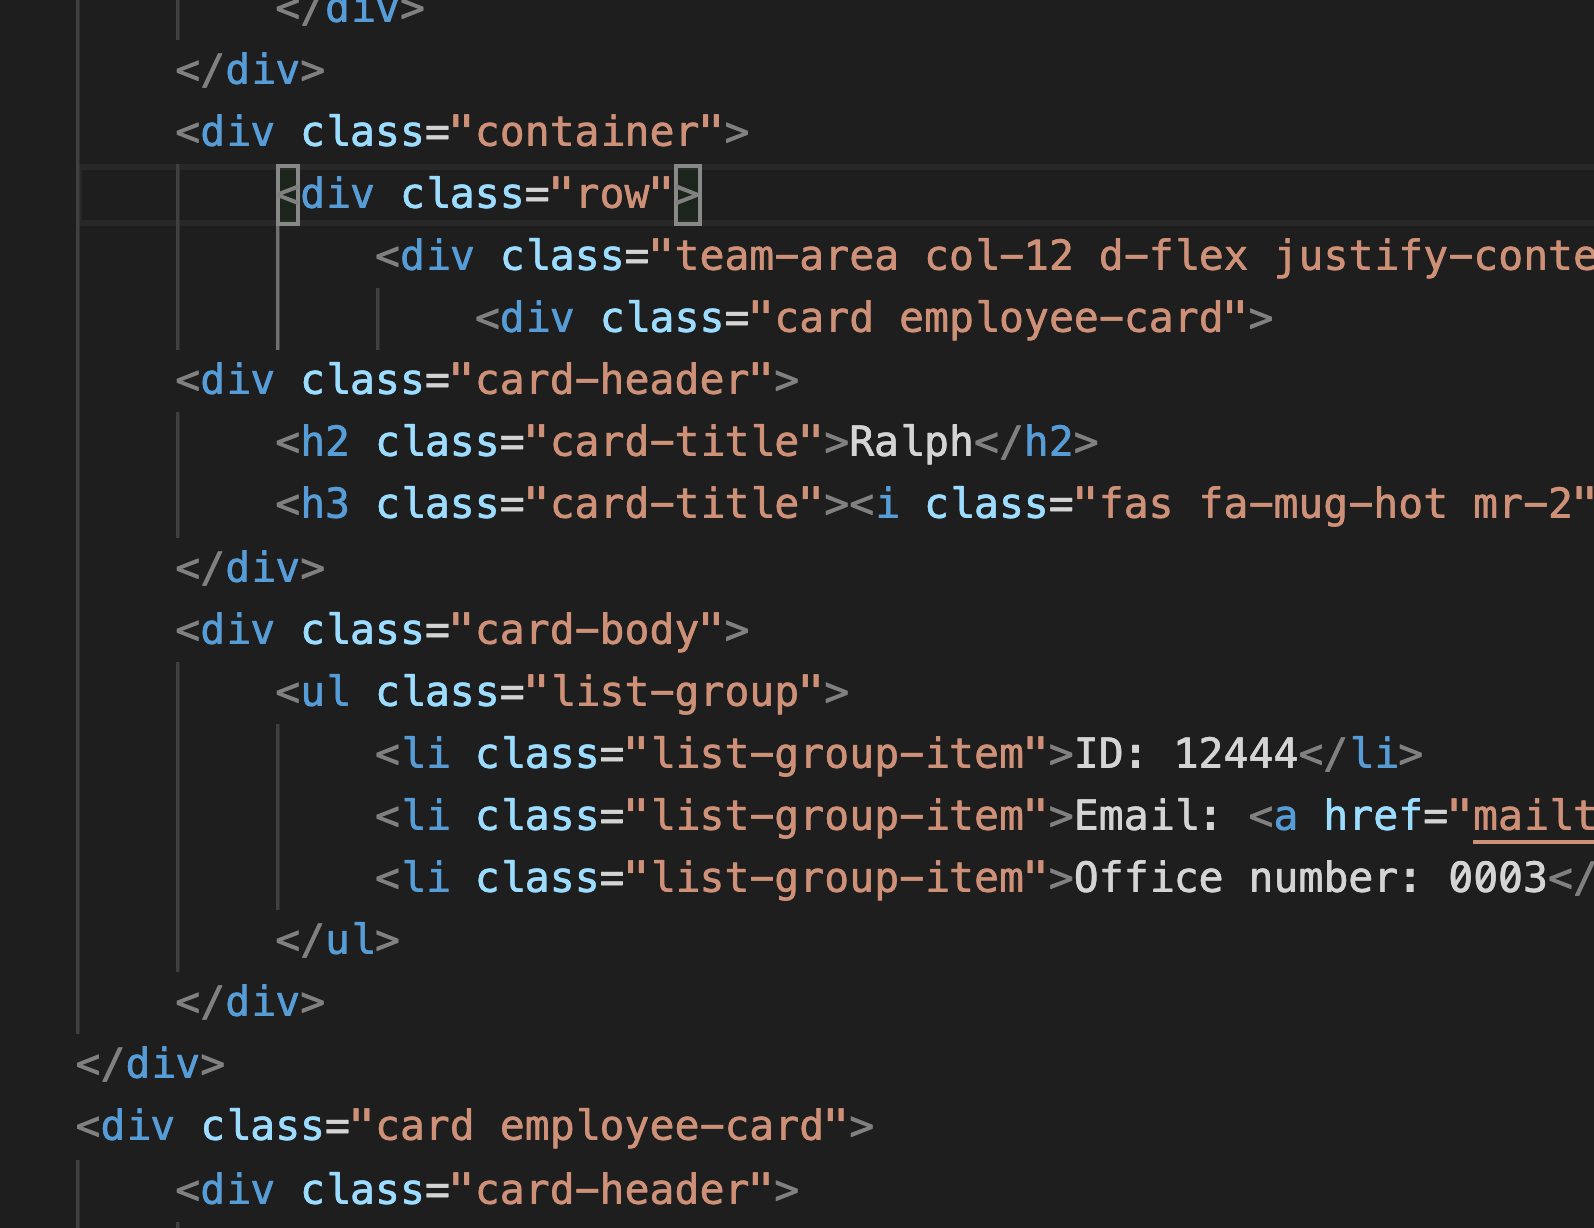 </div>
</div>
<div class="container">
<div class="row">
<div class="team-area col-12 d-flex justify-conte
<div class="card employee-card">
<div class="card-header">
<h2 class="card-title">Ralph</h2>
<h3 class="card-title"><i class="fas fa-mug-hot mr-2"
</div>
<div class="card-body">
<ul class="list-group">
<li class="list-group-item">ID: 12444</li>
<li class="list-group-item">Email: <a href="mailt
<li class="list-group-item">Office number: 0003</
</ul>
</div>
</div>
<div class="card employee-card">
<div class="card-header">